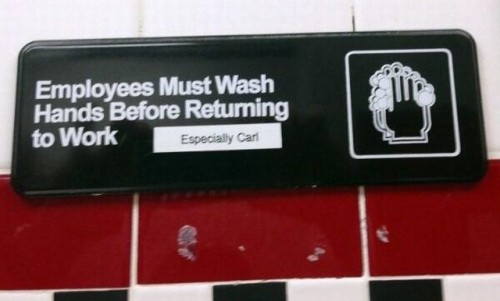 Employees Must Wash
Hands Before Returning
to Work
Especially Carl